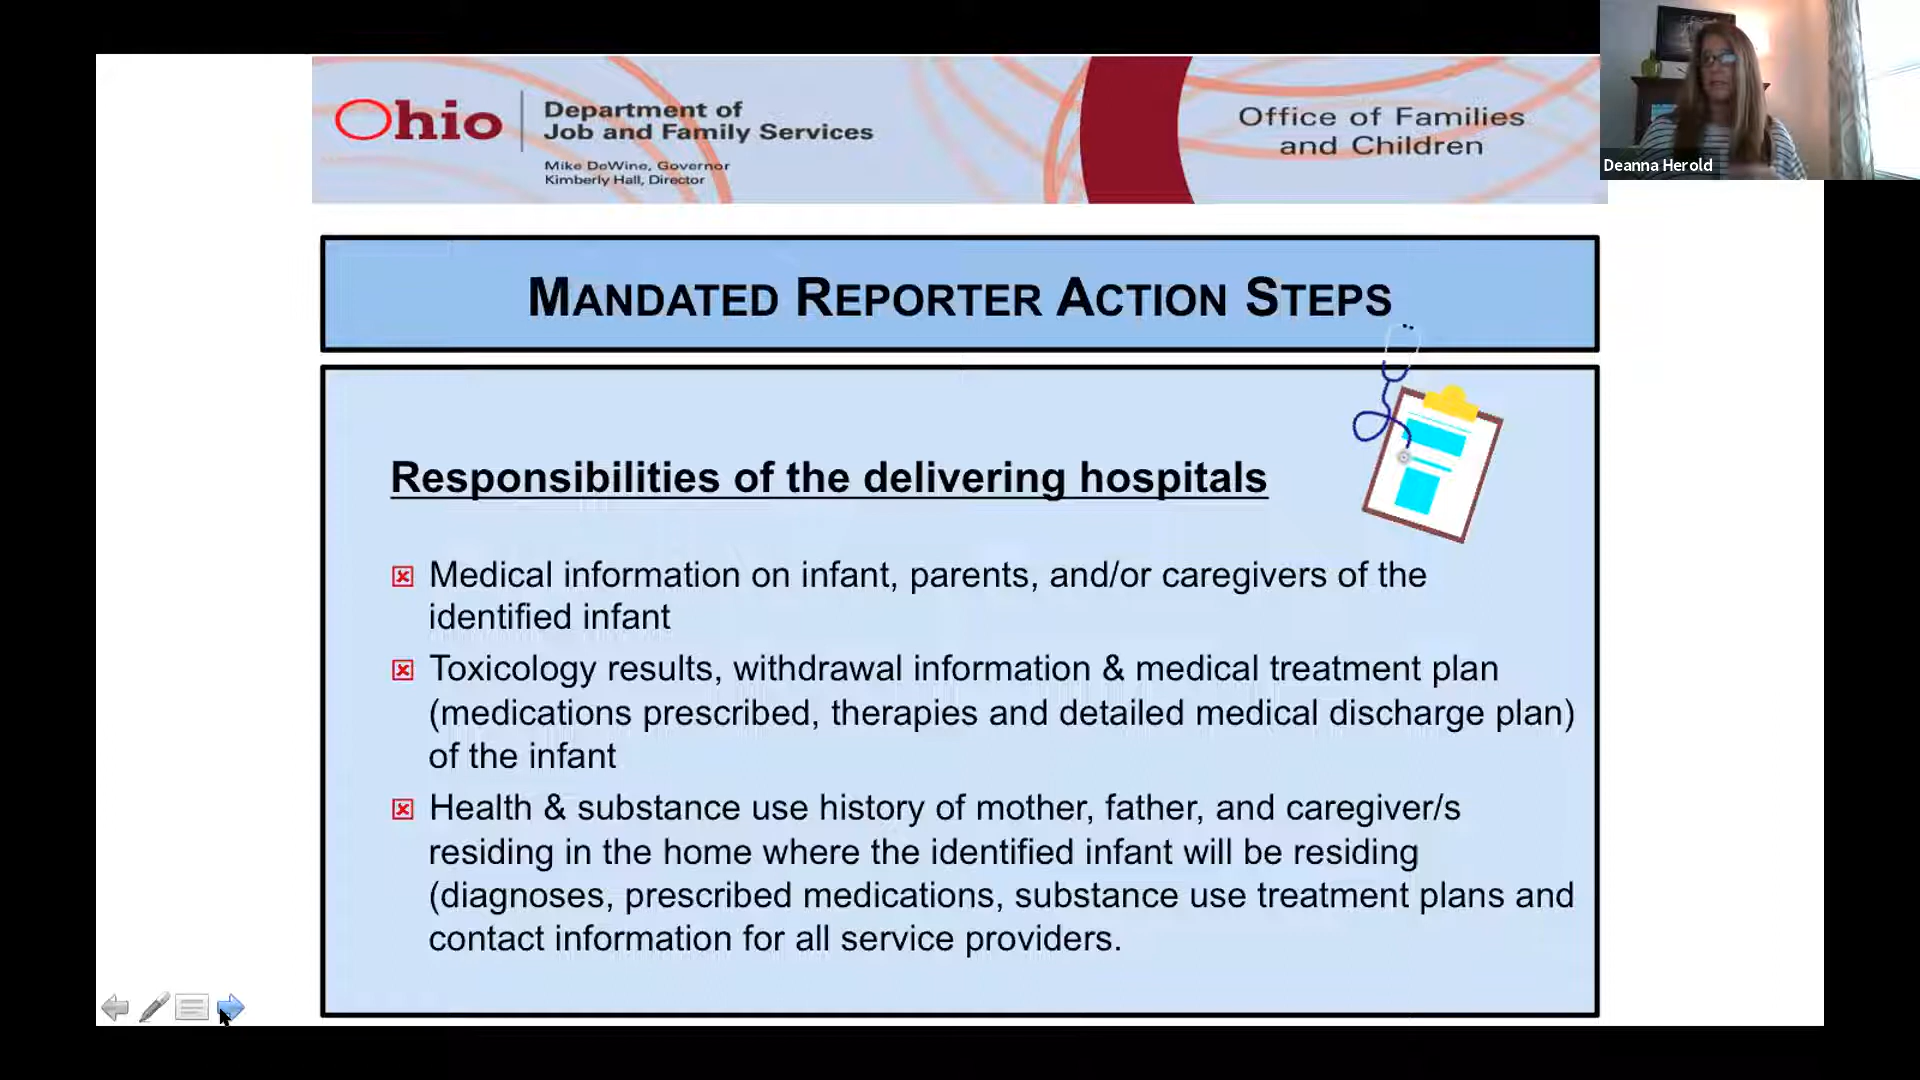 Ohio
Department of
Job and Family Services
Mike DeWine, Governor
Kimberly Hall, Director
Office of Families
and Children
Deanna Herold
MANDATED REPORTER ACTION STEPS
Responsibilities of the delivering hospitals
Medical information on infant, parents, and/or caregivers of the
identified infant
Toxicology results, withdrawal information & medical treatment plan
(medications prescribed, therapies and detailed medical discharge plan)
of the infant
Health & substance use history of mother, father, and caregiver/s
residing in the home where the identified infant will be residing
(diagnoses, prescribed medications, substance use treatment plans and
contact information for all service providers.